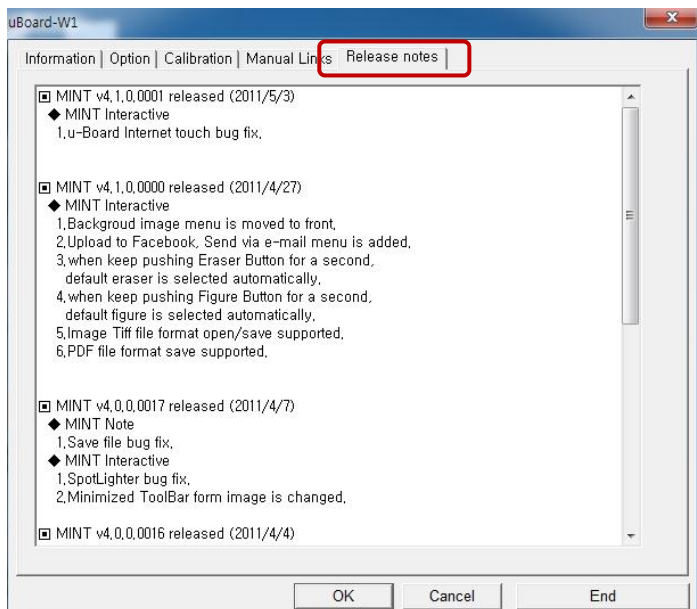 uBoard-W1
Information | Option | Calibration | Manual Links | Release notes
MINT v4,1,0,0001 released (2011/5/3)
◆ MINT Interactive
1,u-Board Internet touch bug fix,
MINT v4,1,0,0000 released (2011/4/27)
◆ MINT Interactive
1,Backgroud image menu is moved to front,
2,Upload to Facebook, Send via e-mail menu is added,
3,when keep pushing Eraser Button for a second,
default eraser is selected automatically,
4,when keep pushing Figure Button for a second,
default figure is selected automatically,
5,Image Tiff file format open/save supported,
6,PDF file format save supported,
MINT v4,0,0,0017 released (2011/4/7)
◆ MINT Note
1,Save file bug fix,
◆ MINT Interactive
1,SpotLighter bug fix,
2,Minimized ToolBar form image is changed,
MINT v4,0,0,0016 released (2011/4/4)
OK Cancel End